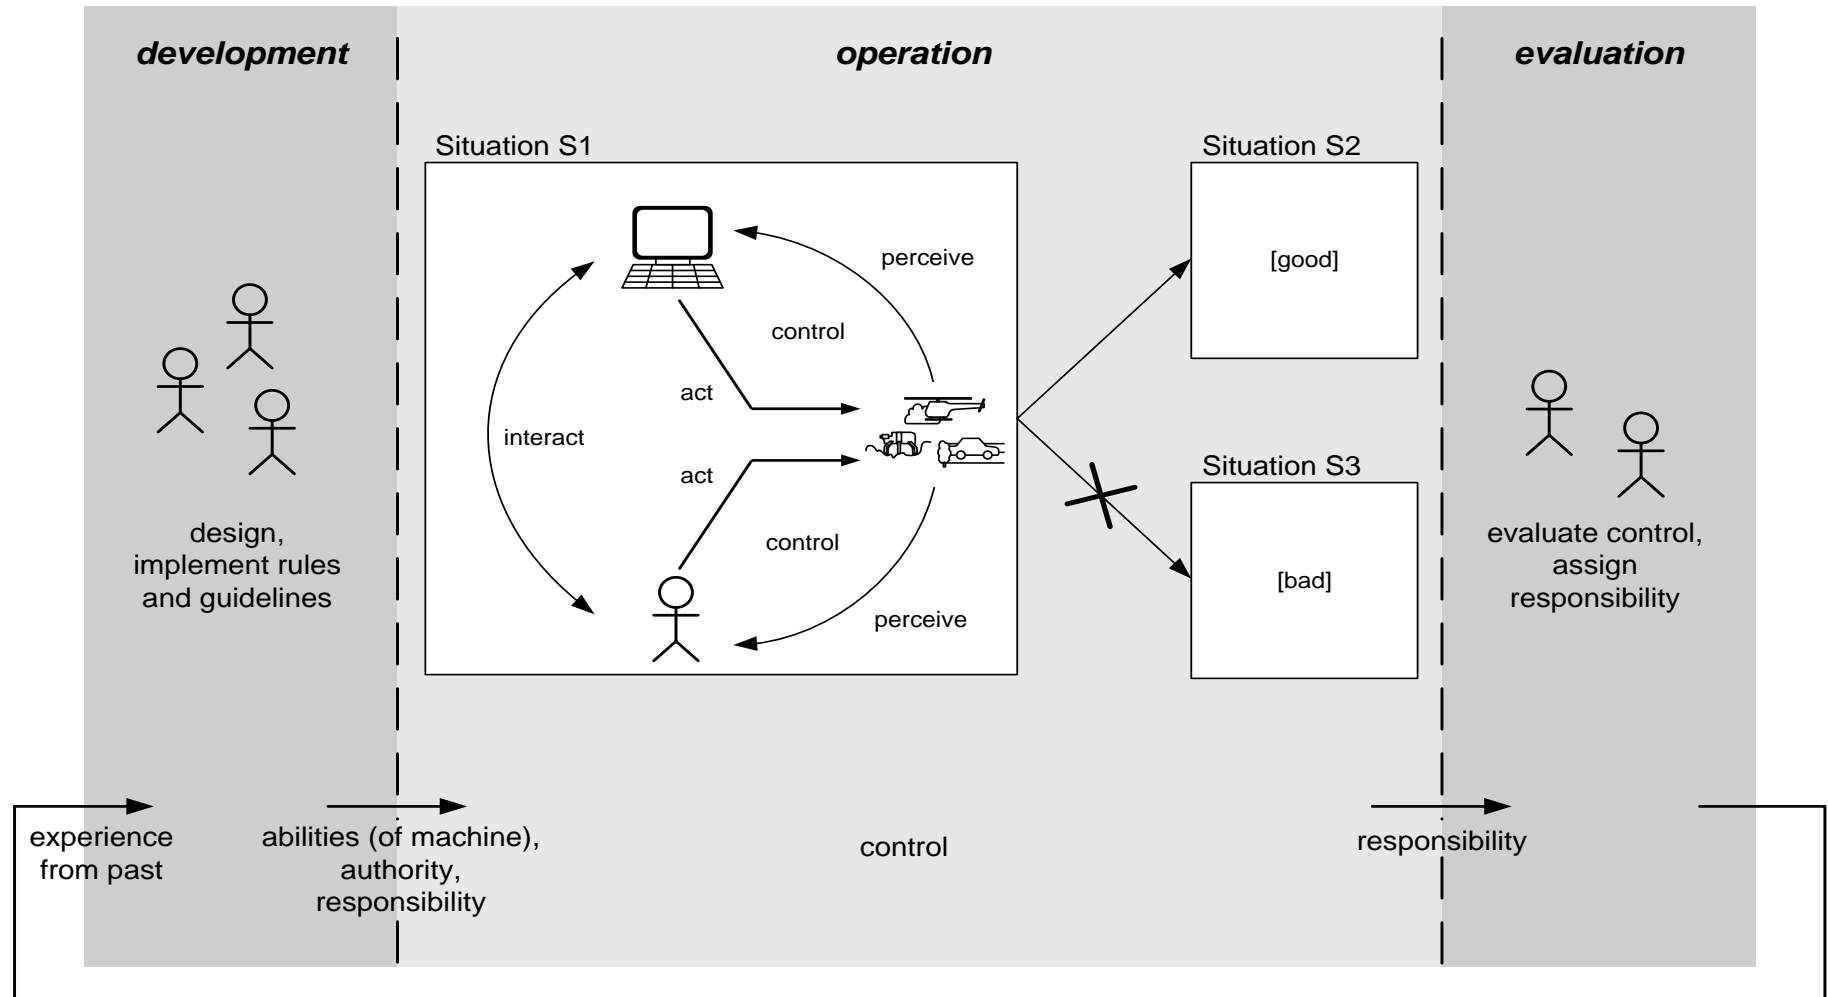 development
operation
evaluation
Situation S1
Situation S2
perceive
[good]
control
act
interact
act
Situation S3
control
design,
implement rules
and guidelines
evaluate control,
assign
responsibility
[bad]
perceive
experience
from past
abilities (of machine),
authority,
responsibility
control
responsibility